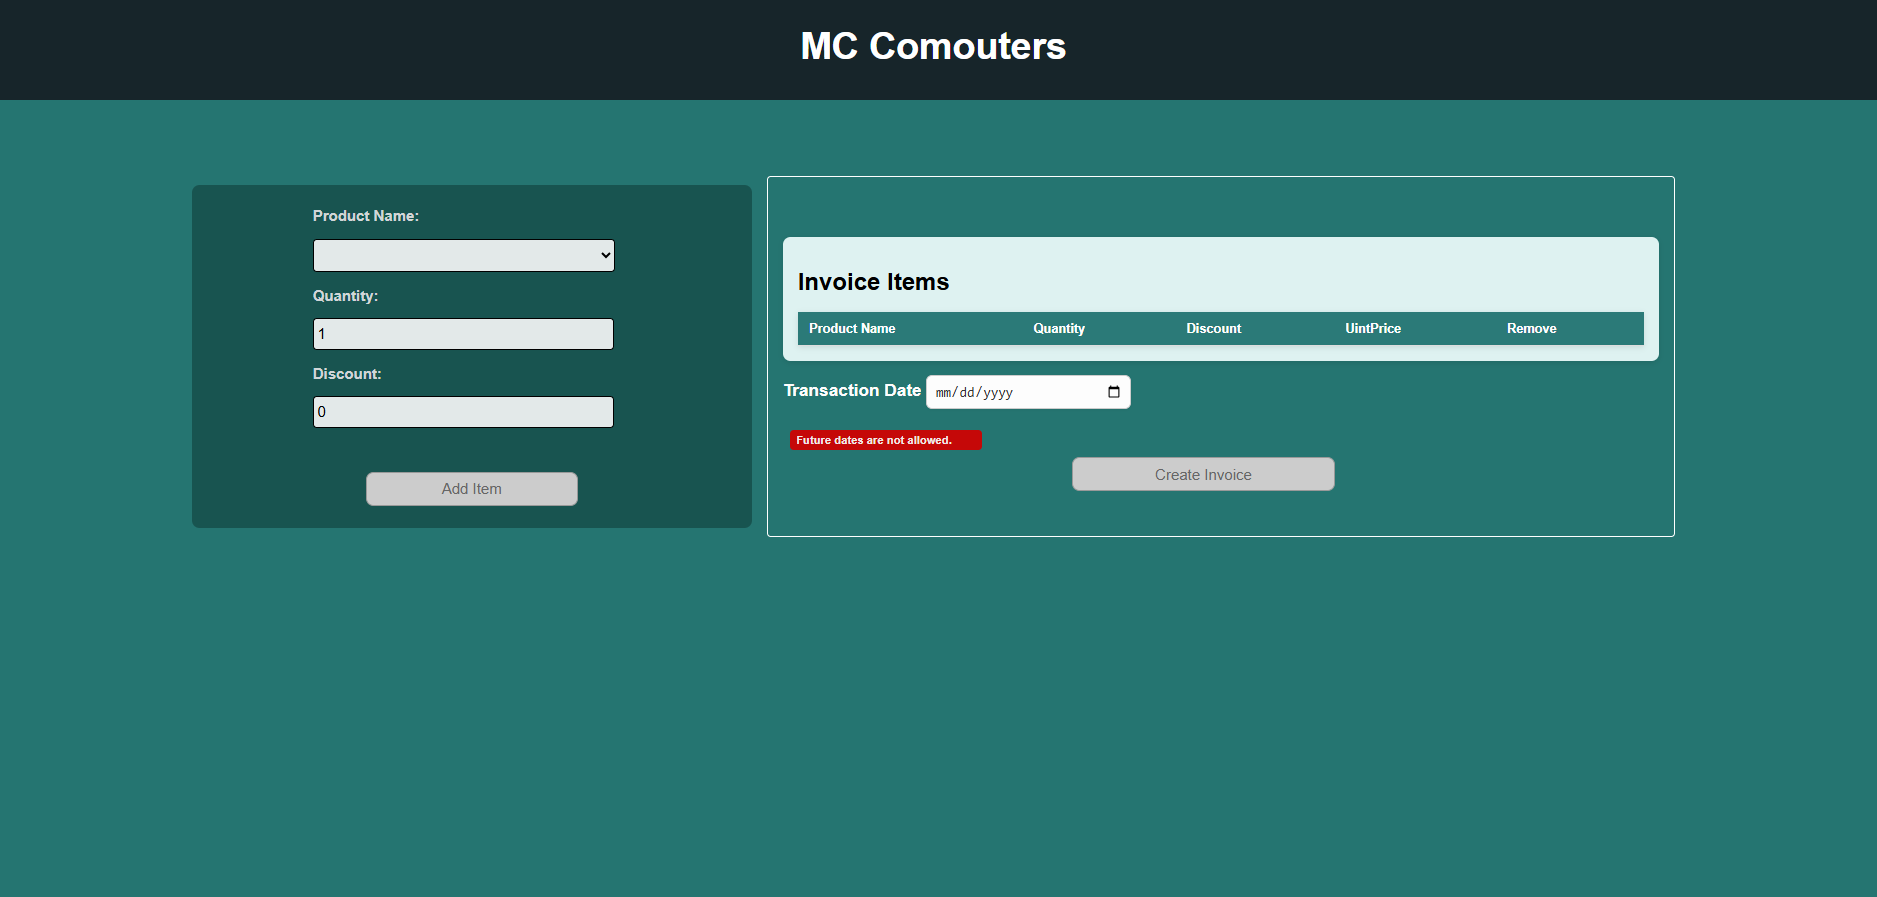 MC Comouters
Product Name:
Quantity:
1
Discount:
0
Add Item
Invoice Items
Product Name Quantity Discount UintPrice Remove
Transaction Date mm/dd/yyyy
Future dates are not allowed.
Create Invoice